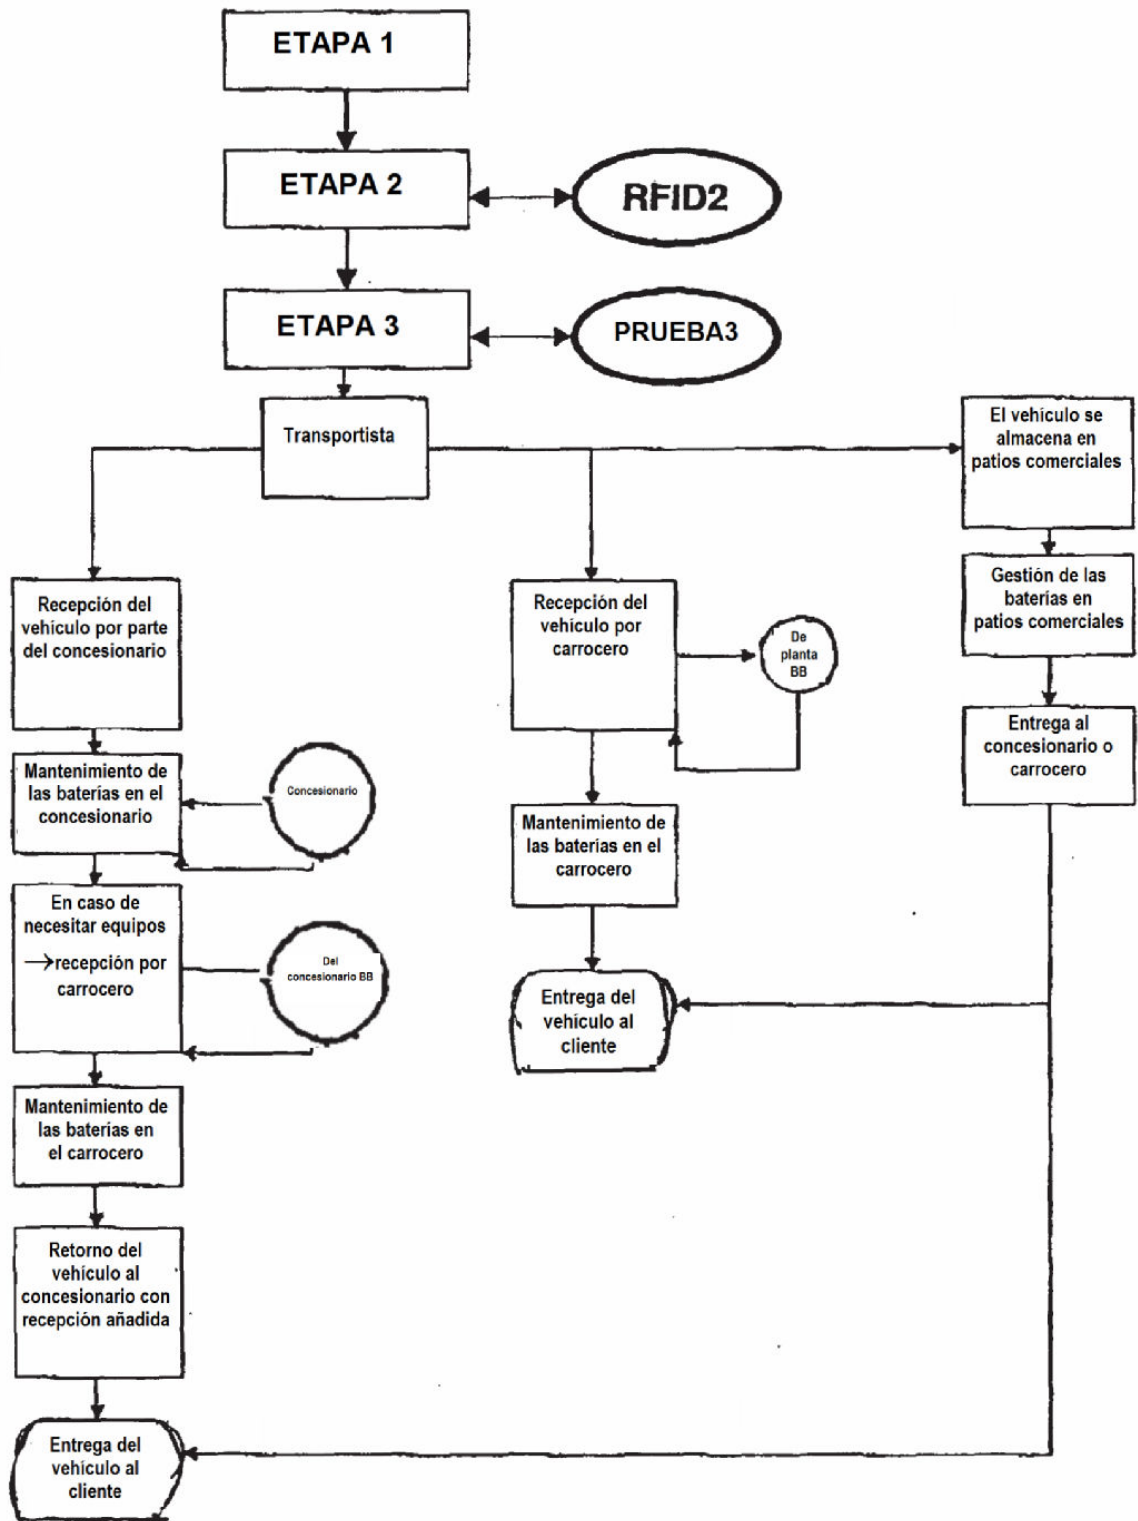 ETAPA 1
ETAPA 2
RFID2
ETAPA 3
PRUEBA3
Transportista
El vehículo se
almacena en
patios comerciales
Gestión de las
baterías en
patios comerciales
Entrega al
concesionario o
carrocero
Recepción del
vehículo por parte
del concesionario
Mantenimiento de
las baterías en el
concesionario
Concesionario
En caso de
necesitar equipos
→recepción por
carrocero
Del
concesionario BB
Mantenimiento de
las baterías en
el carrocero
Retorno del
vehículo al
concesionario con
recepción añadida
Entrega del
vehículo al
cliente
Recepción del
vehículo por
carrocero
De
planta
BB
Mantenimiento de
las baterías en el
carrocero
Entrega del
vehículo al
cliente